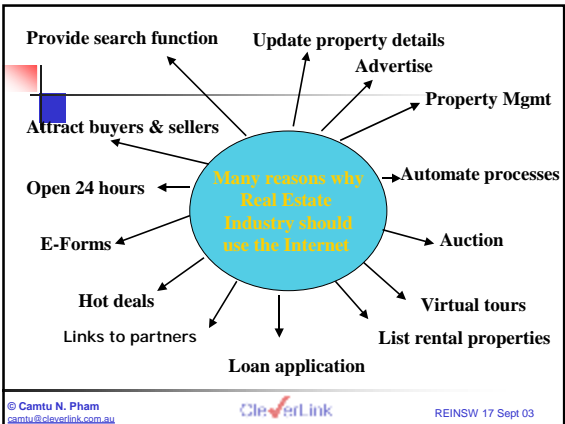 Provide search function
Update property details
Advertise
Property Mgmt
Attract buyers & sellers
Automate processes
Many reasons why
Real Estate
Industry should
use the Internet
Open 24 hours
E-Forms
Auction
Hot deals
Virtual tours
Links to partners
List rental properties
Loan application
© Camtu N. Pham
camtu@cleverlink.com.au
CleverLink
REINSW 17 Sept 03